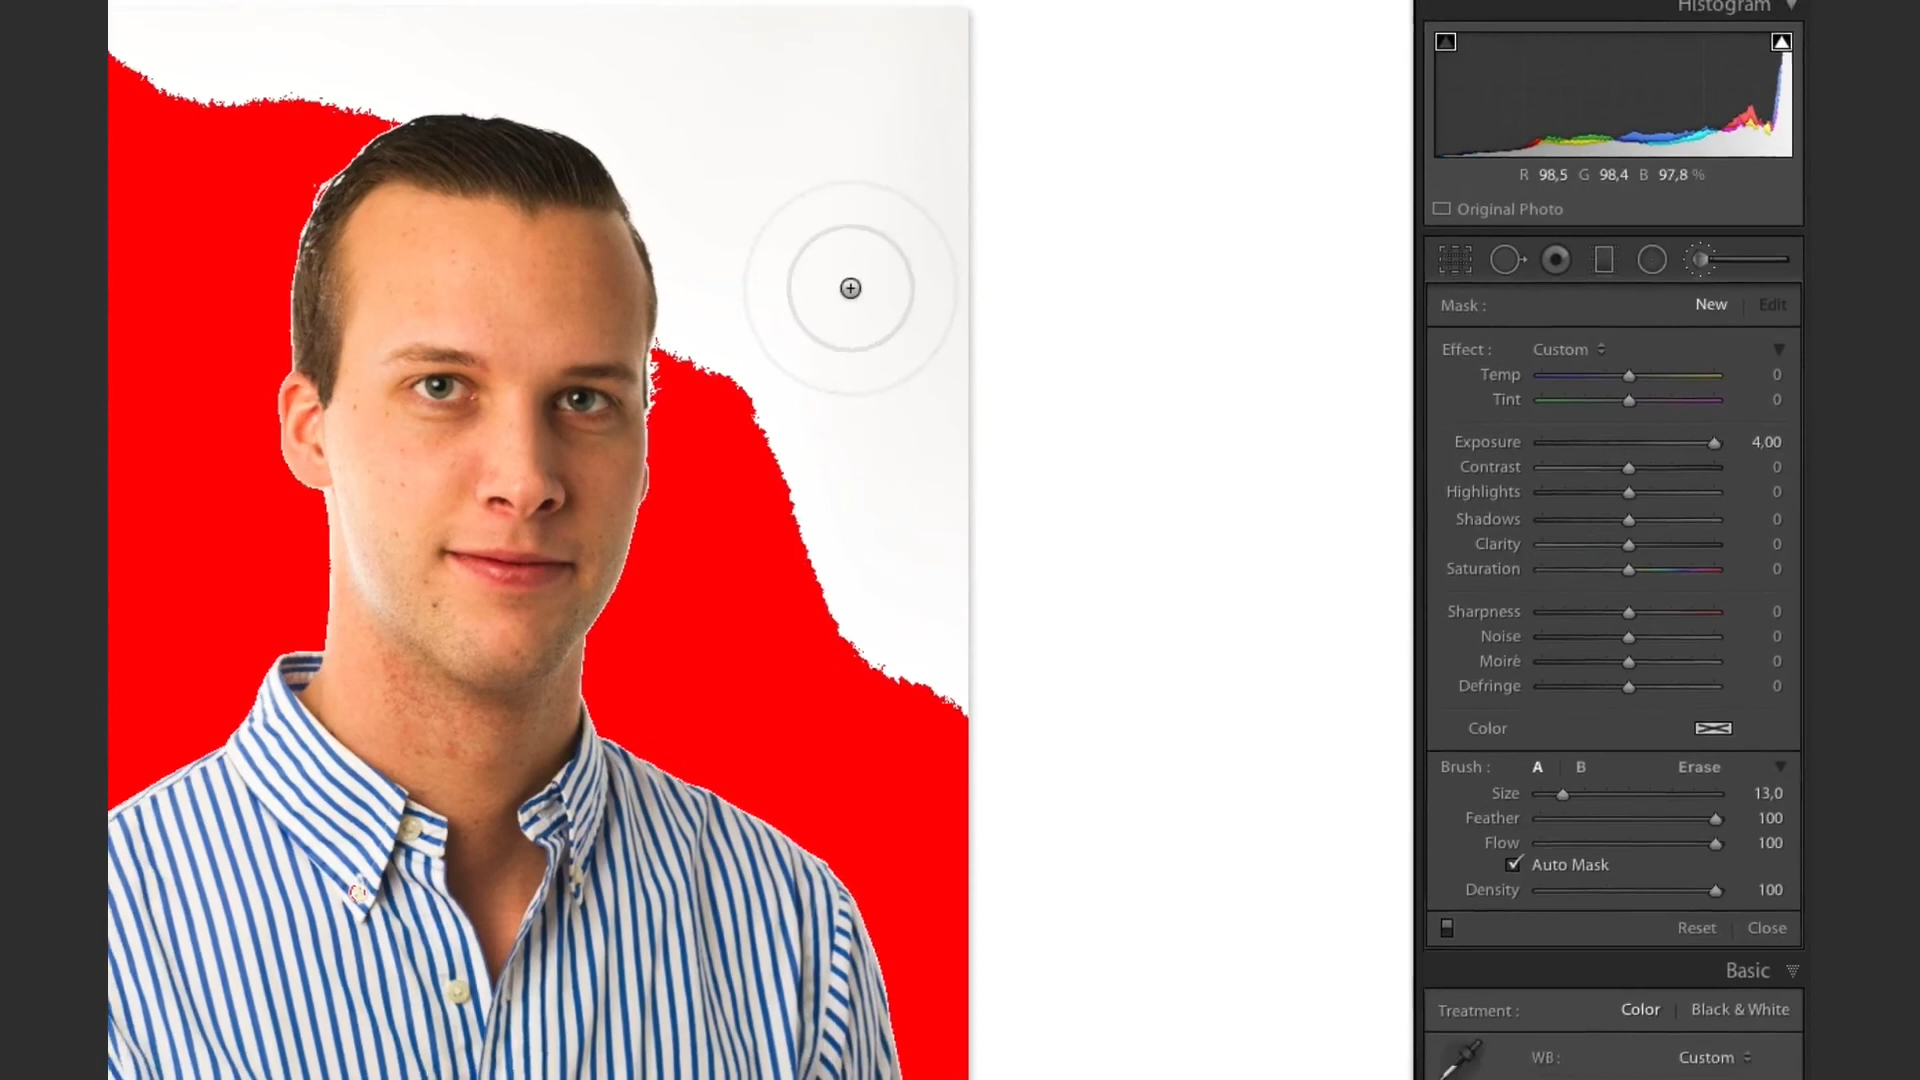 Histogram
R 98,5 G 98,4 B 97,8 %
Original Photo
Mask : New Edit
Effect : Custom
Temp 0
Tint 0
Exposure 4,00
Contrast 0
Highlights 0
Shadows 0
Clarity 0
Saturation 0
Sharpness 0
Noise 0
Moiré 0
Defringe 0
Color
Brush : A B Erase
Size 13,0
Feather 100
Flow 100
Auto Mask
Density 100
Reset Close
Basic
Treatment : Color Black & White
WB : Custom